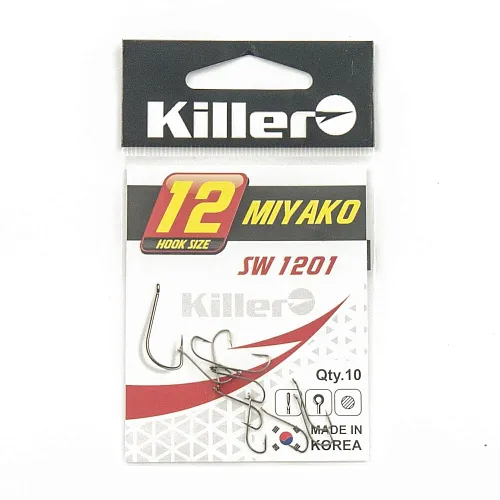 Killer
12
HOOK SIZE
MIYAKO
SW 1201
Killer
Qty.10
MADE IN
KOREA